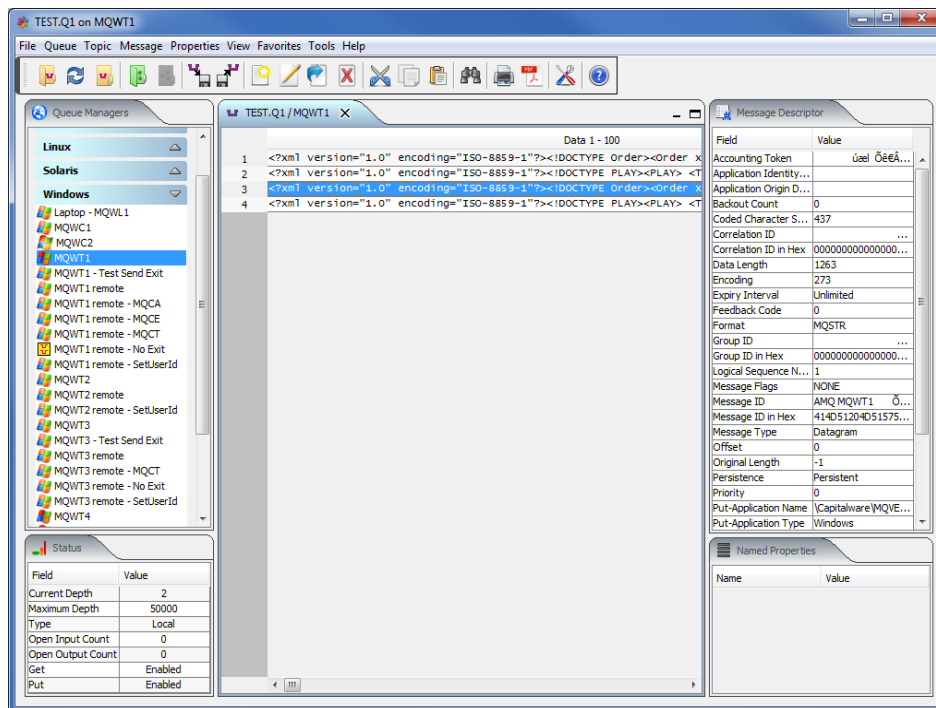 TEST.Q1 on MQWT1
File Queue Topic Message Properties View Favorites Tools Help
Queue Managers
Linux
Solaris
Windows
Laptop - MQWL1
MQWC1
MQWC2
MQWT1
MQWT1 - Test Send Exit
MQWT1 remote
MQWT1 remote - MQCA
MQWT1 remote - MQCE
MQWT1 remote - MQCT
MQWT1 remote - No Exit
MQWT1 remote - SetUserId
MQWT2
MQWT2 remote
MQWT2 remote - SetUserId
MQWT3
MQWT3 - Test Send Exit
MQWT3 remote
MQWT3 remote - MQCT
MQWT3 remote - No Exit
MQWT3 remote - SetUserId
MQWT4
Status
Field Value
Current Depth 2
Maximum Depth 50000
Type Local
Open Input Count 0
Open Output Count 0
Get Enabled
Put Enabled
TEST.Q1 / MQWT1
Data 1 - 100
1 <?xml version="1.0" encoding="ISO-8859-1"?><!DOCTYPE Order><Order x
2 <?xml version="1.0" encoding="ISO-8859-1"?><!DOCTYPE PLAY><PLAY> <T
3 <?xml version="1.0" encoding="ISO-8859-1"?><!DOCTYPE Order><Order x
4 <?xml version="1.0" encoding="ISO-8859-1"?><!DOCTYPE PLAY><PLAY> <T
Message Descriptor
Field Value
Accounting Token úæl Õê€Â...
Application Identity...
Application Origin D...
Backout Count 0
Coded Character S... 437
Correlation ID ...
Correlation ID in Hex 000000000000000...
Data Length 1263
Encoding 273
Expiry Interval Unlimited
Feedback Code 0
Format MQSTR
Group ID ...
Group ID in Hex 000000000000000...
Logical Sequence N... 1
Message Flags NONE
Message ID AMQ MQWT1 Õ...
Message ID in Hex 414D51204D51575...
Message Type Datagram
Offset 0
Original Length -1
Persistence Persistent
Priority 0
Put-Application Name \Capitalware\MQVE...
Put-Application Type Windows
Named Properties
Name Value